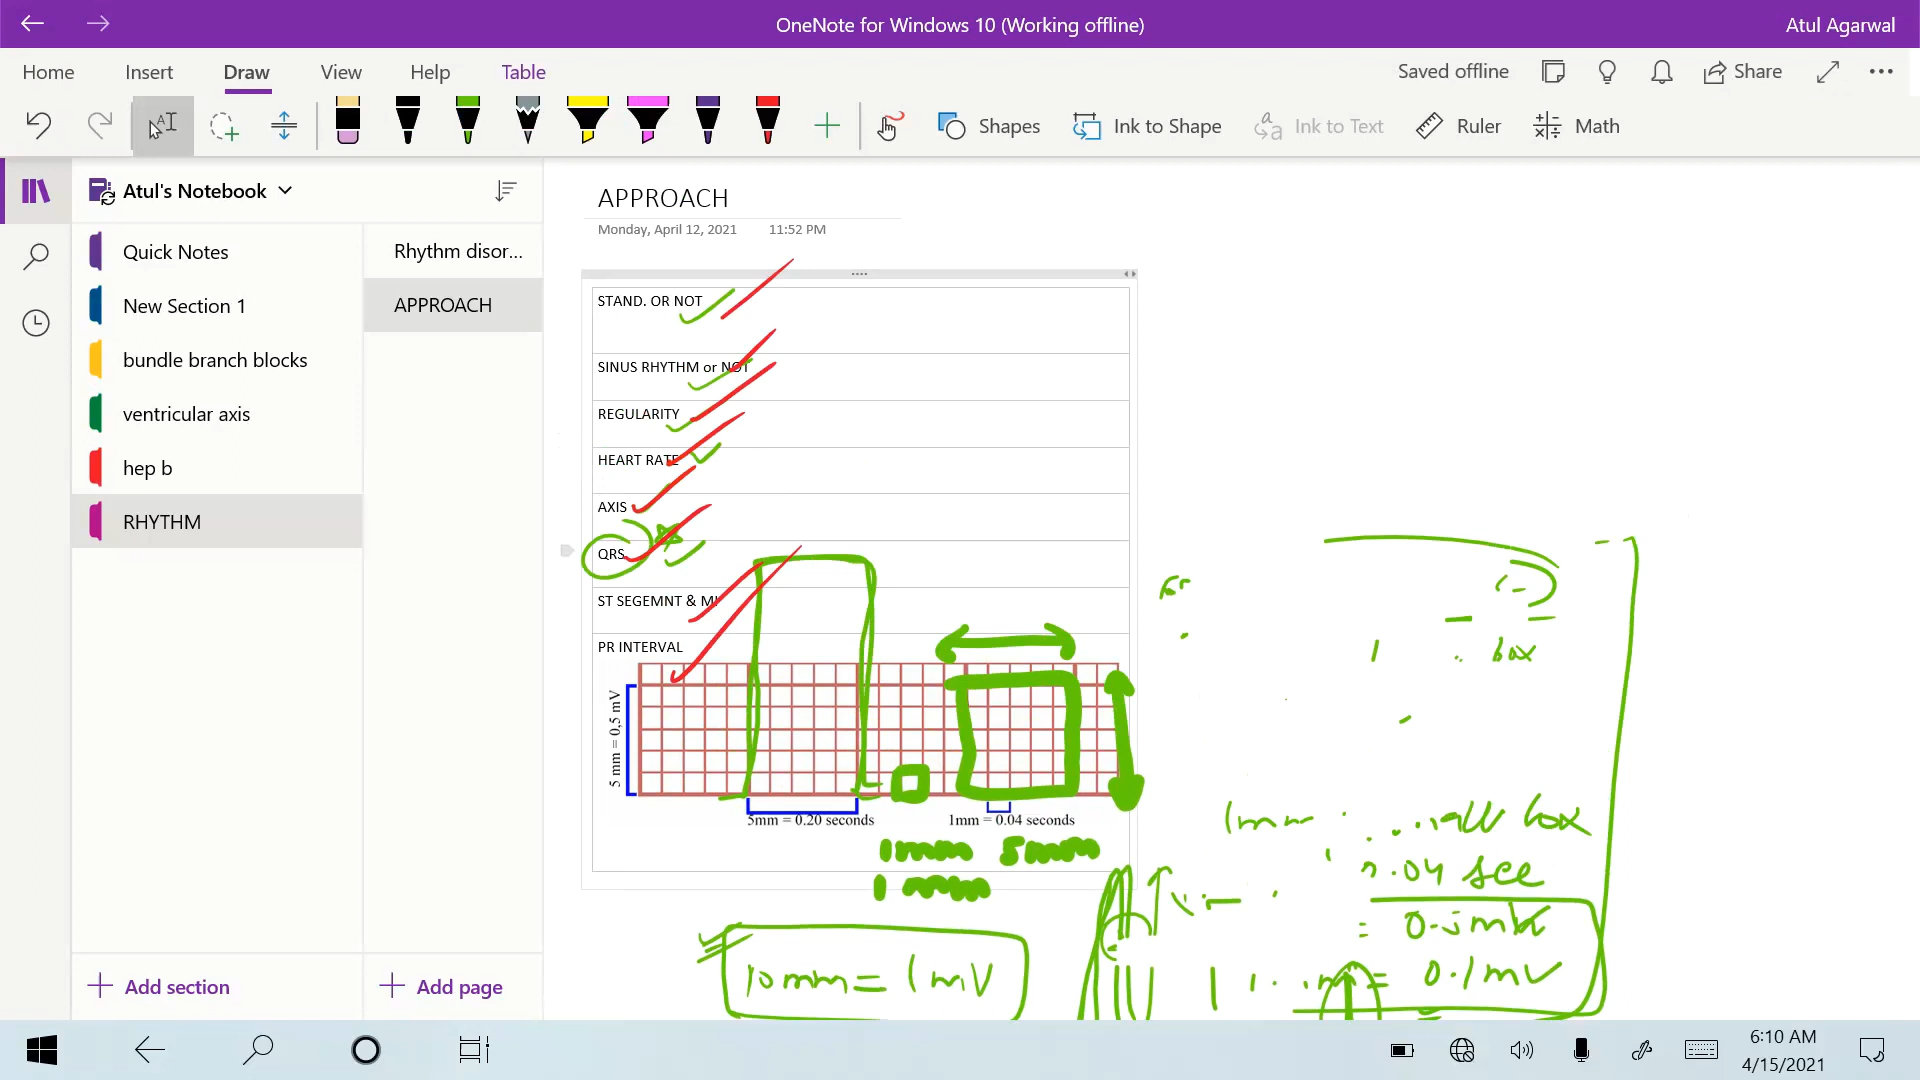 OneNote for Windows 10 (Working offline)
Atul Agarwal
Home
Insert
Draw
View
Help
Table
Saved offline
Share
Shapes
Ink to Shape
Ink to Text
Ruler
Math
Atul's Notebook
Quick Notes
New Section 1
bundle branch blocks
ventricular axis
hep b
RHYTHM
Rhythm disor...
APPROACH
Add section
Add page
APPROACH
Monday, April 12, 2021 11:52 PM
STAND. OR NOT
SINUS RHYTHM or NOT
REGULARITY
HEART RATE
AXIS
QRS
ST SEGEMNT & MI
PR INTERVAL
5 mm = 0,5 mV
5mm = 0.20 seconds
1mm = 0.04 seconds
1mm 5mm
1 mm
10mm = 1mV
box
1mm
box
0.04 sec
= 0.5mV
= 0.1mV
6:10 AM
4/15/2021